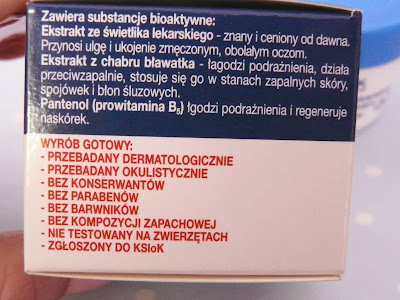 Zawiera substancje bioaktywne:
Ekstrakt ze świetlika lekarskiego - znany i ceniony od dawna.
Przynosi ulgę i ukojenie zmęczonym, obolałym oczom.
Ekstrakt z chabru bławatka - łagodzi podrażnienia, działa
przeciwzapalnie, stosuje się go w stanach zapalnych skóry,
spojówek i błon śluzowych.
Pantenol (prowitamina B₅) łgodzi podrażnienia i regeneruje
naskórek.
WYRÓB GOTOWY:
- PRZEBADANY DERMATOLOGICZNIE
- PRZEBADANY OKULISTYCZNIE
- BEZ KONSERWANTÓW
- BEZ PARABENÓW
- BEZ BARWNIKÓW
- BEZ KOMPOZYCJI ZAPACHOWEJ
- NIE TESTOWANY NA ZWIERZĘTACH
- ZGŁOSZONY DO KSIoK